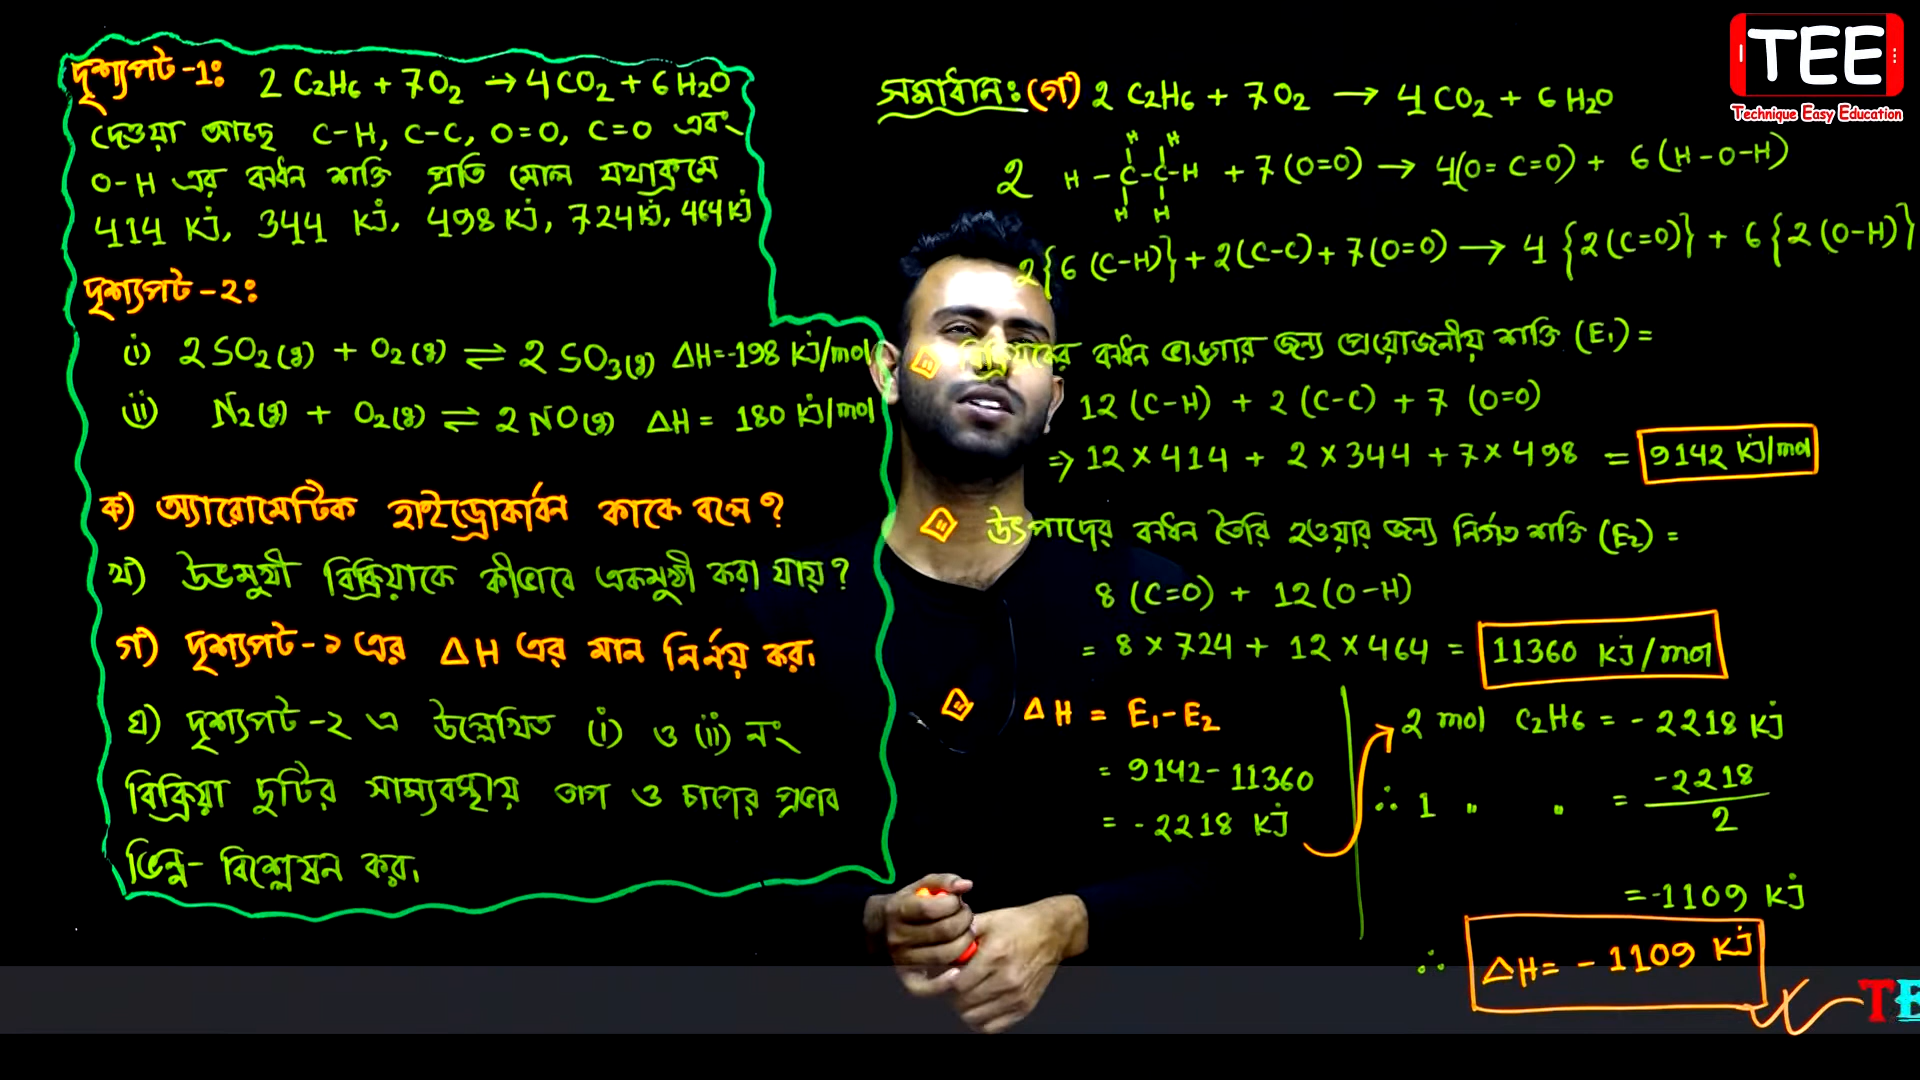 দৃশ্যপট-1: 2 C₂H₆ + 7O₂ → 4CO₂ + 6H₂O
দেওয়া আছে C-H, C-C, O=O, C=O এবং
O-H এর বন্ধন শক্তি প্রতি মোল যথাক্রমে
414 KJ, 344 KJ, 498 KJ, 724 KJ, 464 KJ
দৃশ্যপট-২:
(i) 2SO₂(g) + O₂(g) ⇌ 2SO₃(g) ΔH=-198 KJ/mol
(ii) N₂(g) + O₂(g) ⇌ 2NO(g) ΔH = 180 KJ/mol
ক) অ্যারোমেটিক হাইড্রোকার্বন কাকে বলে?
খ) উভমুখী বিক্রিয়াকে কীভাবে একমুখী করা যায়?
গ) দৃশ্যপট-১ এর ΔH এর মান নির্নয় কর।
ঘ) দৃশ্যপট-২ এ উল্লেখিত (i) ও (ii) নং
বিক্রিয়া দুটির সাম্যবস্থায় তাপ ও চাপের প্রভাব
ভিন্ন- বিশ্লেষন কর।
সমাধান: (গ) 2 C₂H₆ + 7O₂ → 4CO₂ + 6H₂O
H H
2 H-C-C-H + 7(O=O) → 4(O=C=O) + 6(H-O-H)
H H
2{6(C-H)} + 2(C-C) + 7(O=O) → 4{2(C=O)} + 6{2(O-H)}
বিক্রিয়কের বন্ধন ভাঙ্গার জন্য প্রয়োজনীয় শক্তি (E₁) =
12(C-H) + 2(C-C) + 7(O=O)
⇒ 12×414 + 2×344 + 7×498 = 9142 KJ/mol
উৎপাদের বন্ধন তৈরি হওয়ার জন্য নির্গত শক্তি (E₂) =
8(C=O) + 12(O-H)
= 8×724 + 12×464 = 11360 KJ/mol
ΔH = E₁-E₂
= 9142-11360
= -2218 KJ
2 mol C₂H₆ = -2218 KJ
∴ 1 " " = -2218/2
= -1109 KJ
∴ ΔH = -1109 KJ
TEE
Technique Easy Education